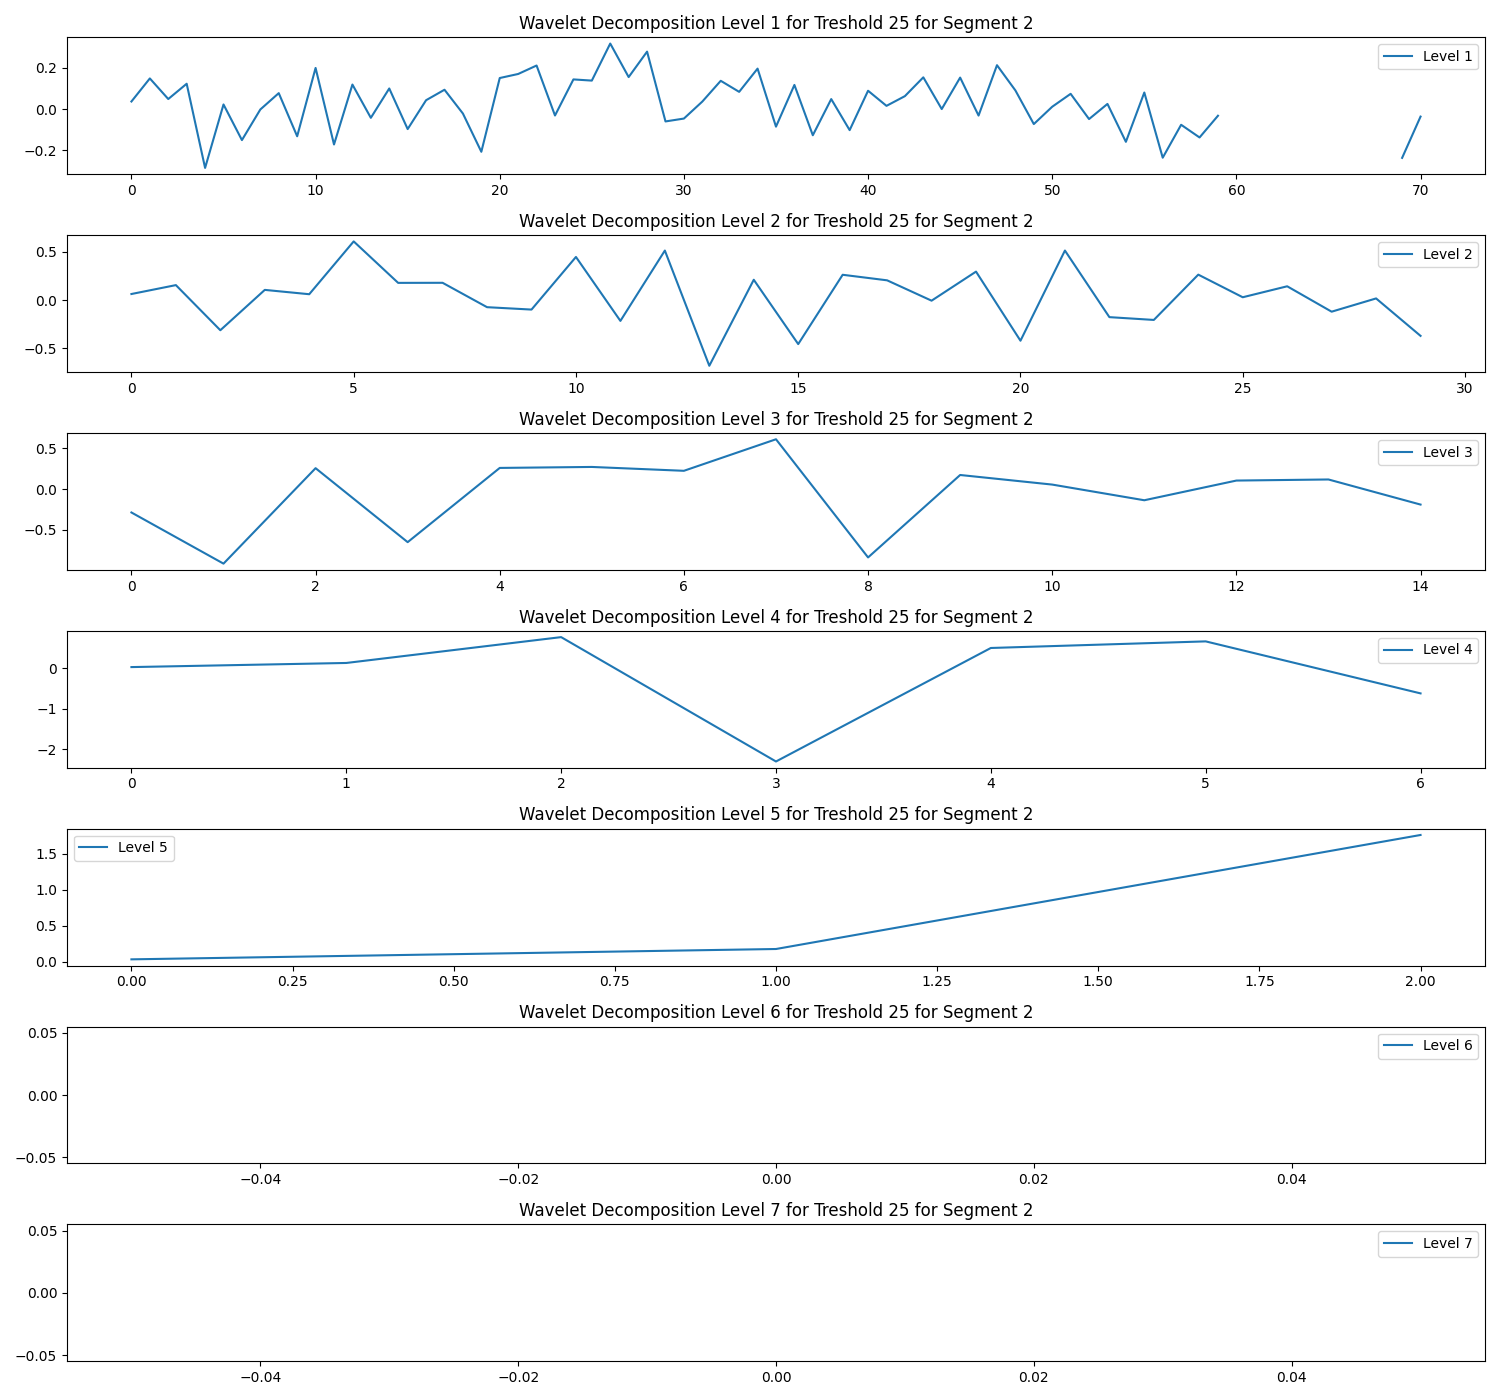 Wavelet Decomposition Level 1 for Treshold 25 for Segment 2
Level 1
0.2
0.0
−0.2
0 10 20 30 40 50 60 70
Wavelet Decomposition Level 2 for Treshold 25 for Segment 2
Level 2
0.5
0.0
−0.5
0 5 10 15 20 25 30
Wavelet Decomposition Level 3 for Treshold 25 for Segment 2
Level 3
0.5
0.0
−0.5
0 2 4 6 8 10 12 14
Wavelet Decomposition Level 4 for Treshold 25 for Segment 2
Level 4
0
−1
−2
0 1 2 3 4 5 6
Wavelet Decomposition Level 5 for Treshold 25 for Segment 2
Level 5
1.5
1.0
0.5
0.0
0.00 0.25 0.50 0.75 1.00 1.25 1.50 1.75 2.00
Wavelet Decomposition Level 6 for Treshold 25 for Segment 2
0.05
Level 6
0.00
−0.05
−0.04 −0.02 0.00 0.02 0.04
Wavelet Decomposition Level 7 for Treshold 25 for Segment 2
0.05
Level 7
0.00
−0.05
−0.04 −0.02 0.00 0.02 0.04